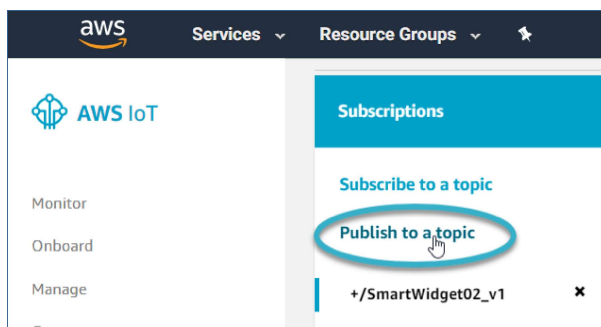 aws
Services
Resource Groups
AWS IoT
Monitor
Onboard
Manage
Subscriptions
Subscribe to a topic
Publish to a topic
+/SmartWidget02_v1